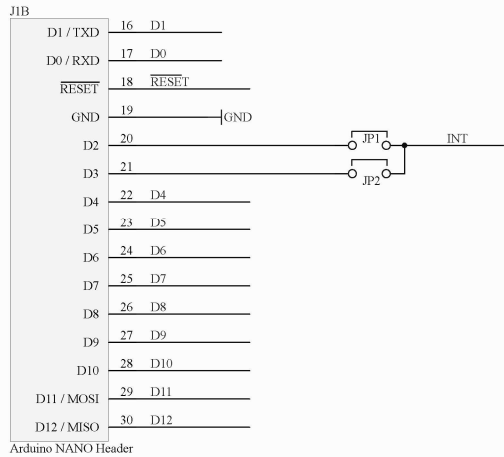 J1B
D1 / TXD 16 D1
D0 / RXD 17 D0
RESET 18 RESET
GND 19 GND
D2 20 JP1 INT
D3 21 JP2
D4 22 D4
D5 23 D5
D6 24 D6
D7 25 D7
D8 26 D8
D9 27 D9
D10 28 D10
D11 / MOSI 29 D11
D12 / MISO 30 D12
Arduino NANO Header